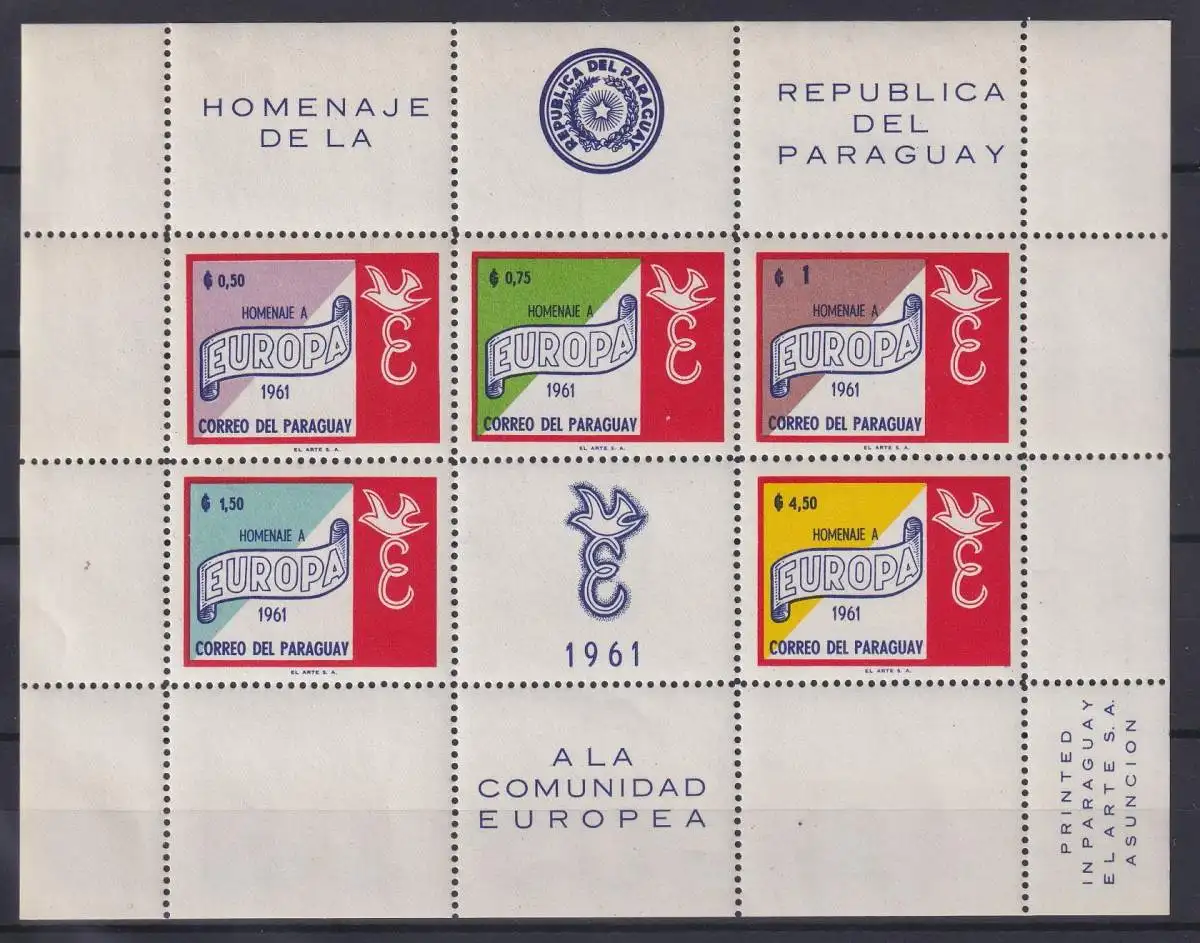 HOMENAJE
DE LA
REPUBLICA DEL PARAGUAY
REPUBLICA
DEL
PARAGUAY
₲ 0,50
HOMENAJE A
EUROPA
1961
CORREO DEL PARAGUAY
EL ARTE S. A.
₲ 0,75
HOMENAJE A
EUROPA
1961
CORREO DEL PARAGUAY
EL ARTE S. A.
₲ 1
HOMENAJE A
EUROPA
1961
CORREO DEL PARAGUAY
EL ARTE S. A.
₲ 1,50
HOMENAJE A
EUROPA
1961
CORREO DEL PARAGUAY
EL ARTE S. A.
E
1961
₲ 4,50
HOMENAJE A
EUROPA
1961
CORREO DEL PARAGUAY
EL ARTE S. A.
A LA
COMUNIDAD
EUROPEA
PRINTED
IN PARAGUAY
EL ARTE S. A.
ASUNCION